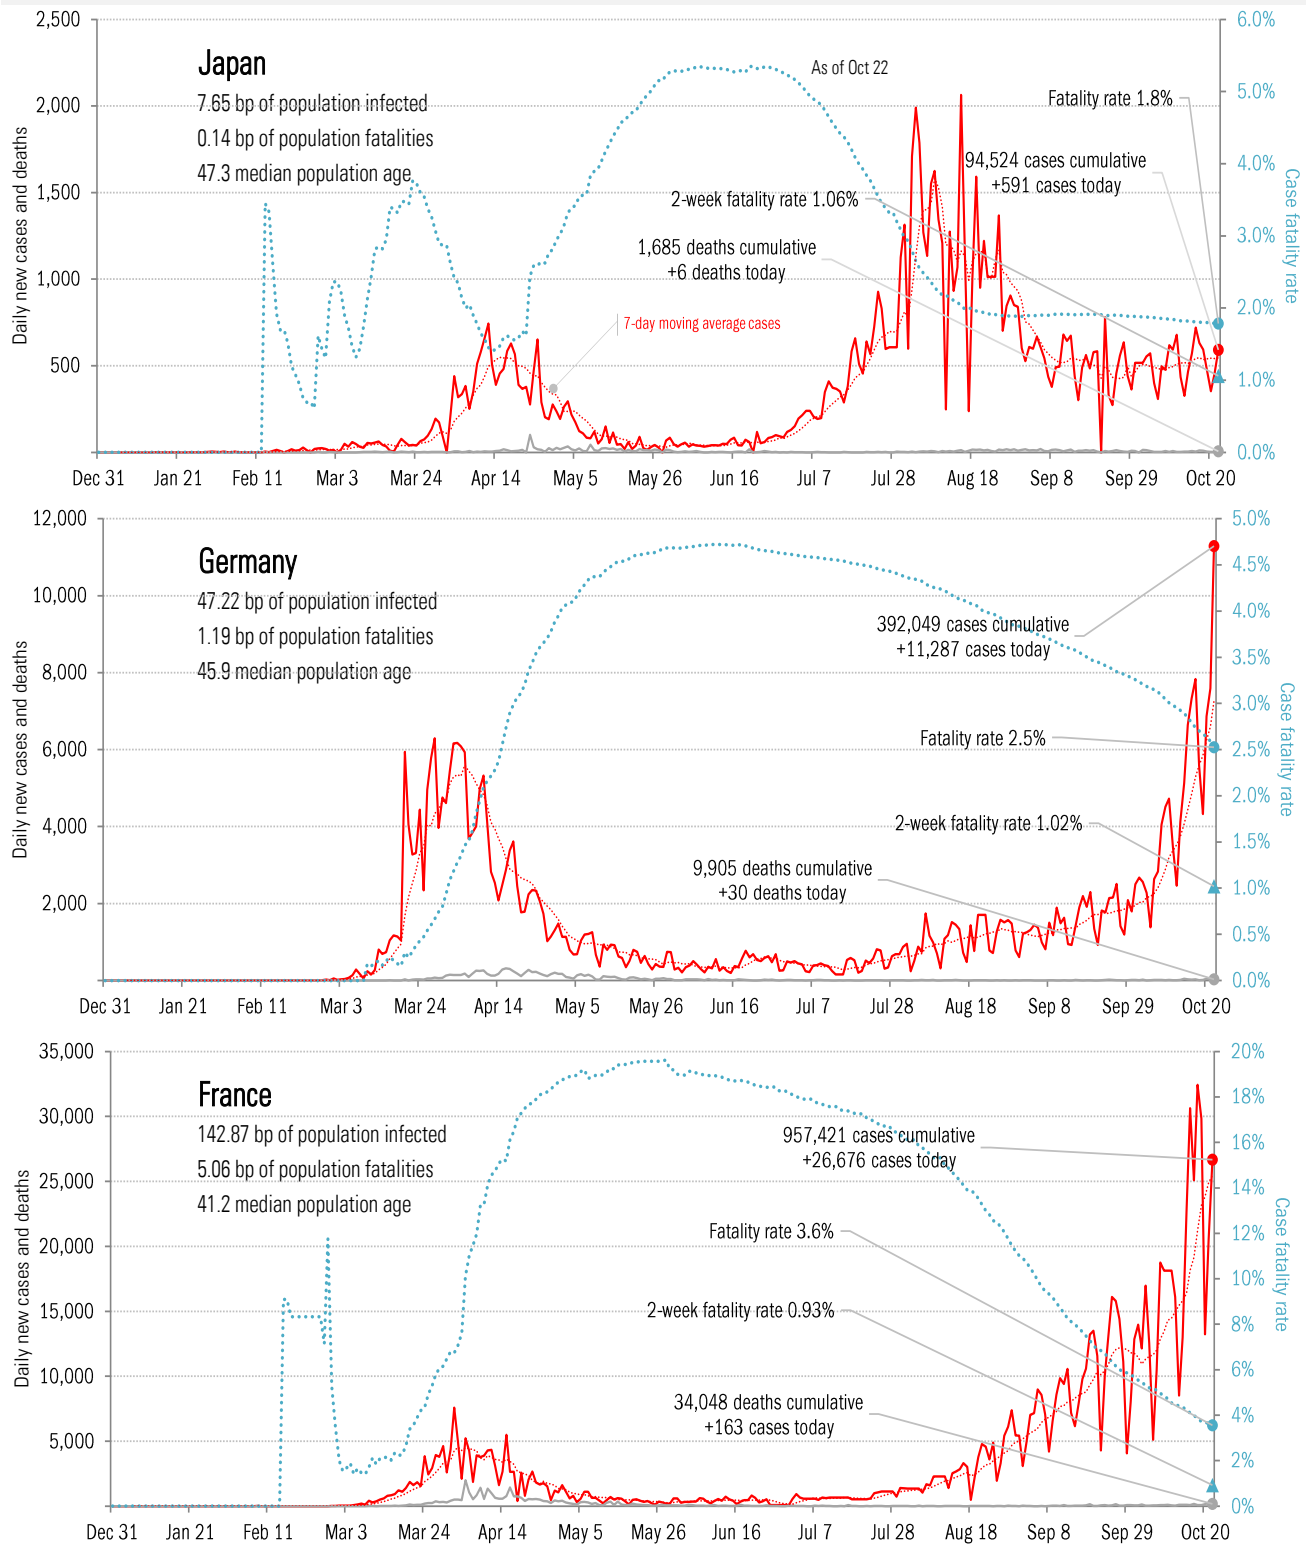 2,500
6.0%
Japan
As of Oct 22
7.65 bp of population infected
2,000
5.0%
Fatality rate 1.8%
0.14 bp of population fatalities
47.3 median population age
4.0%
94,524 cases cumulative
+591 cases today
1,500
2-week fatality rate 1.06%
3.0%
1,685 deaths cumulative
+6 deaths today
1,000
2.0%
7-day moving average cases
500
1.0%
0.0%
Daily new cases and deaths
Case fatality rate
Dec 31 Jan 21 Feb 11 Mar 3 Mar 24 Apr 14 May 5 May 26 Jun 16 Jul 7 Jul 28 Aug 18 Sep 8 Sep 29 Oct 20
12,000
5.0%
Germany
4.5%
47.22 bp of population infected
10,000
4.0%
392,049 cases cumulative
+11,287 cases today
1.19 bp of population fatalities
45.9 median population age
8,000
3.5%
3.0%
Fatality rate 2.5%
6,000
2.5%
2.0%
2-week fatality rate 1.02%
4,000
1.5%
9,905 deaths cumulative
+30 deaths today
1.0%
2,000
0.5%
0.0%
Daily new cases and deaths
Case fatality rate
Dec 31 Jan 21 Feb 11 Mar 3 Mar 24 Apr 14 May 5 May 26 Jun 16 Jul 7 Jul 28 Aug 18 Sep 8 Sep 29 Oct 20
35,000
20%
France
18%
30,000
142.87 bp of population infected
957,421 cases cumulative
+26,676 cases today
16%
5.06 bp of population fatalities
25,000
14%
41.2 median population age
Fatality rate 3.6%
12%
20,000
10%
2-week fatality rate 0.93%
15,000
8%
10,000
6%
34,048 deaths cumulative
+163 cases today
4%
5,000
2%
0%
Daily new cases and deaths
Case fatality rate
Dec 31 Jan 21 Feb 11 Mar 3 Mar 24 Apr 14 May 5 May 26 Jun 16 Jul 7 Jul 28 Aug 18 Sep 8 Sep 29 Oct 20